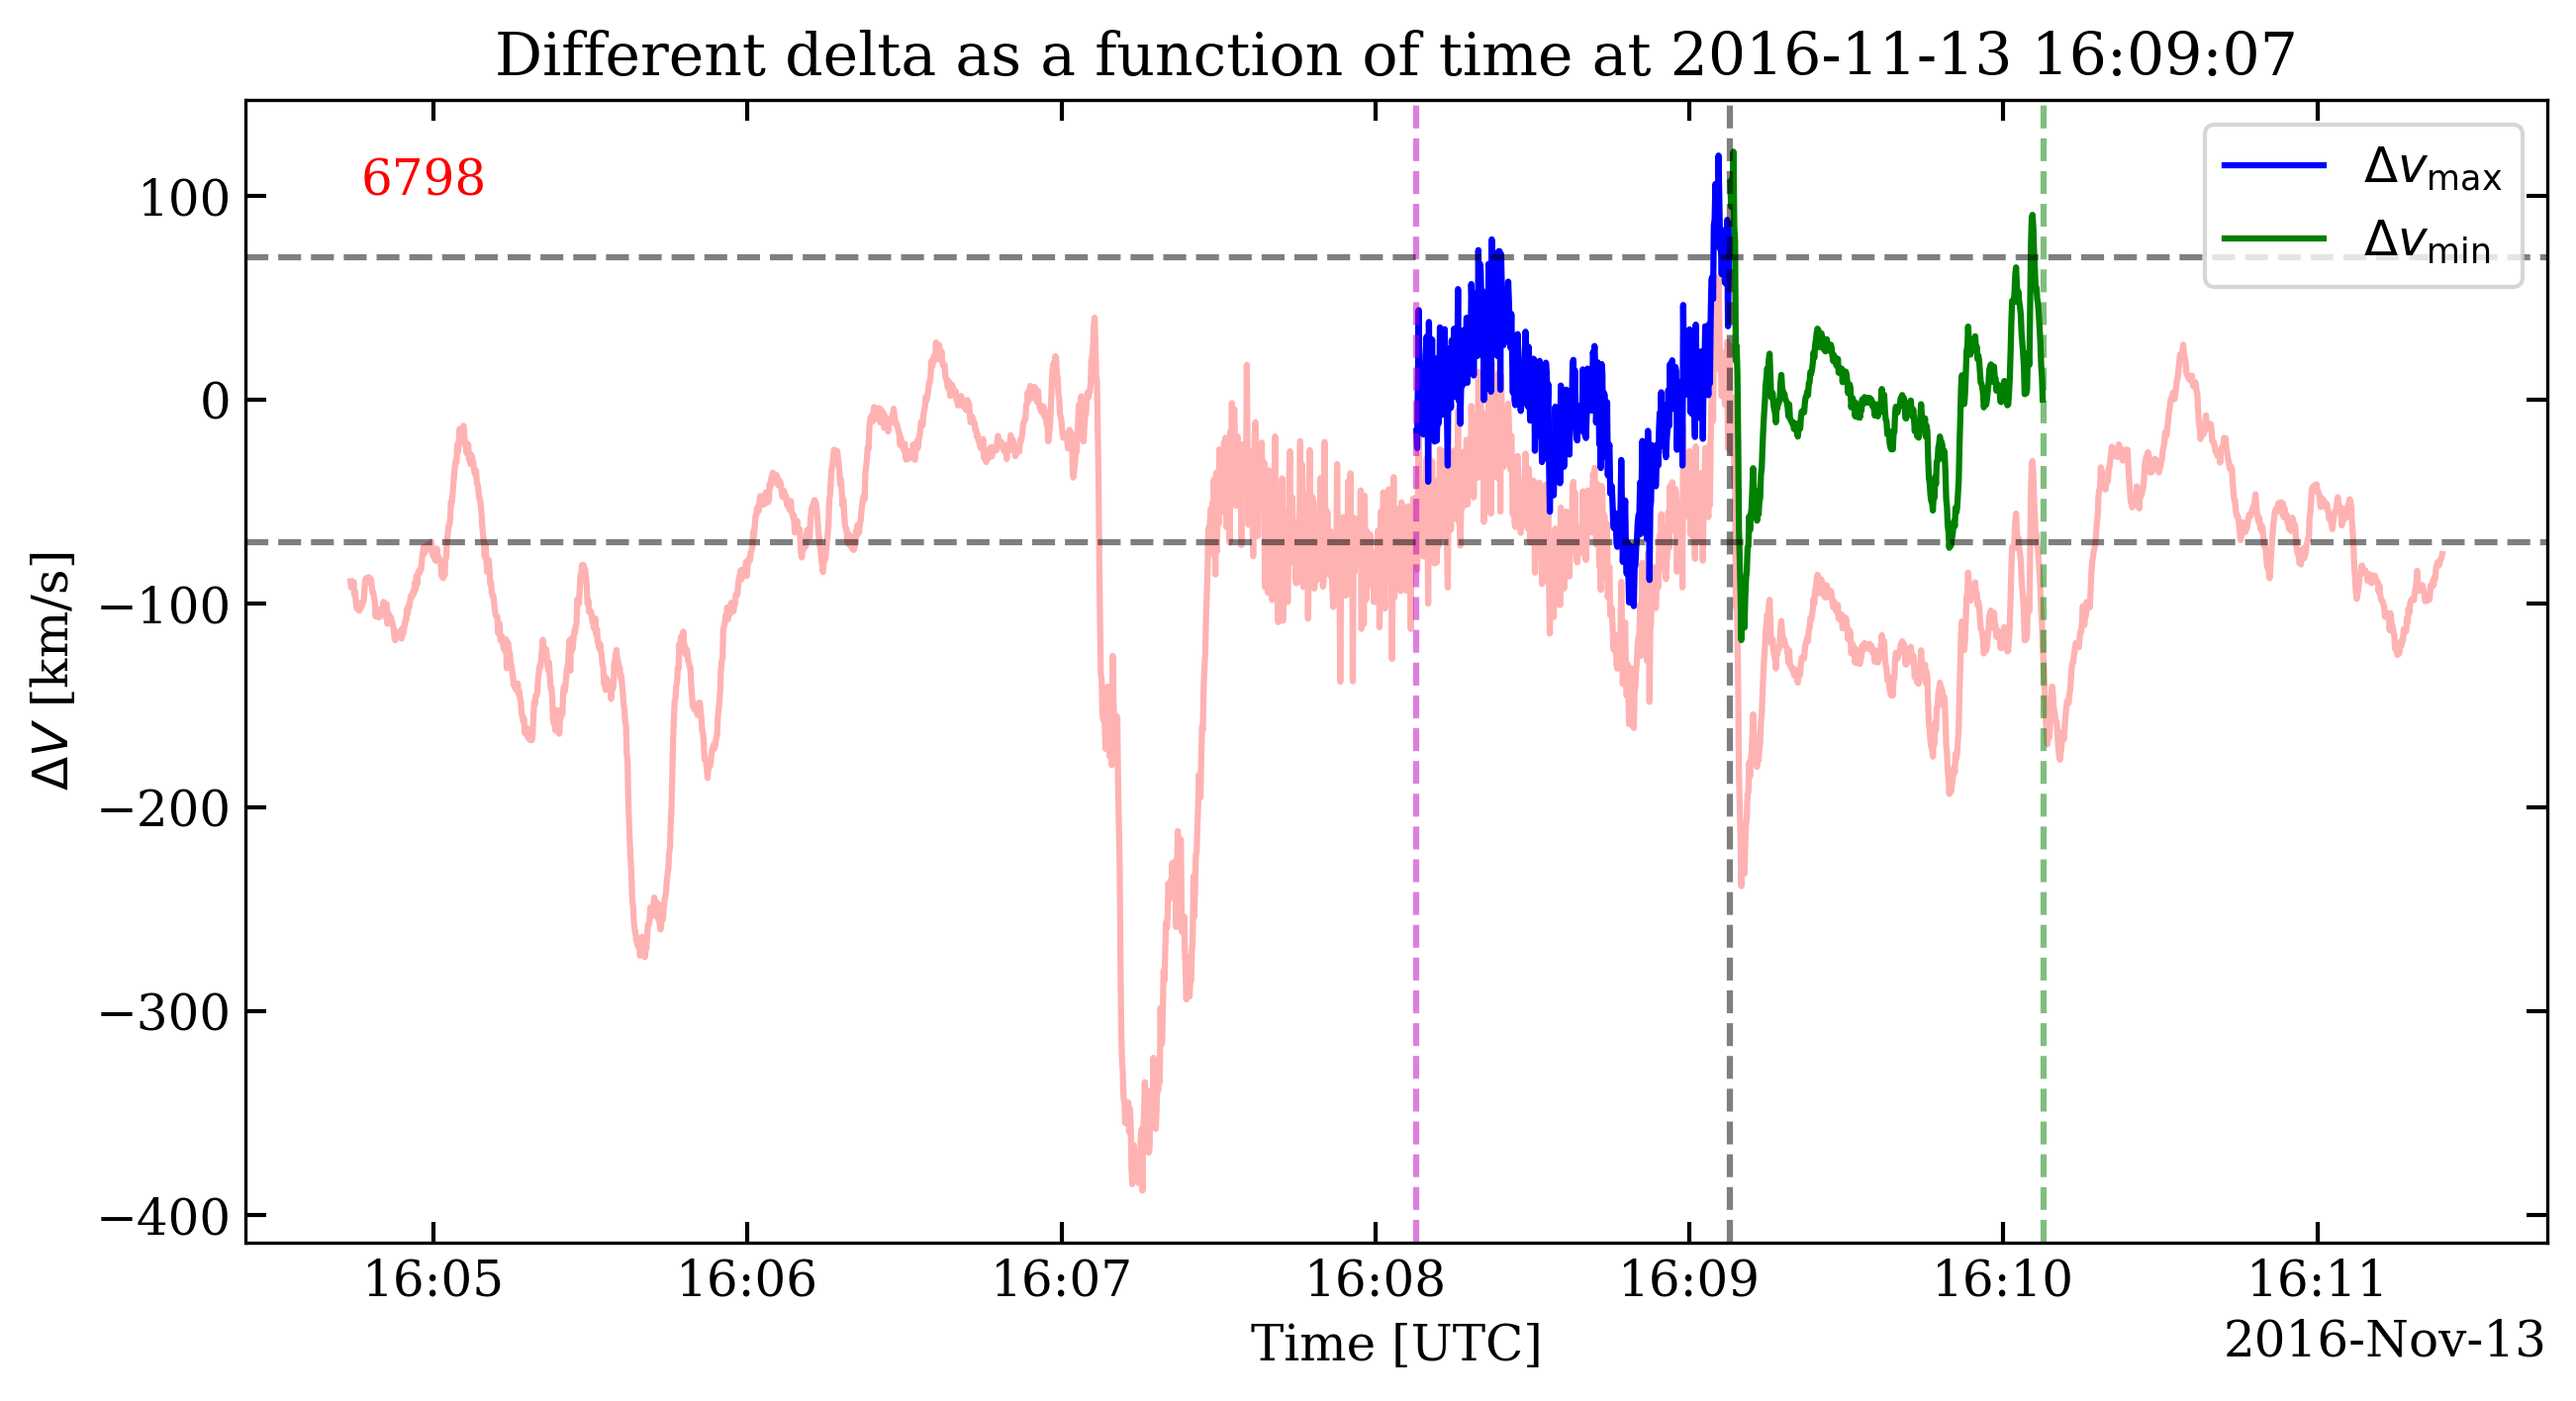 Different delta as a function of time at 2016-11-13 16:09:07
6798
Δv_max
Δv_min
100
0
−100
−200
−300
−400
ΔV [km/s]
16:05 16:06 16:07 16:08 16:09 16:10 16:11
Time [UTC]
2016-Nov-13